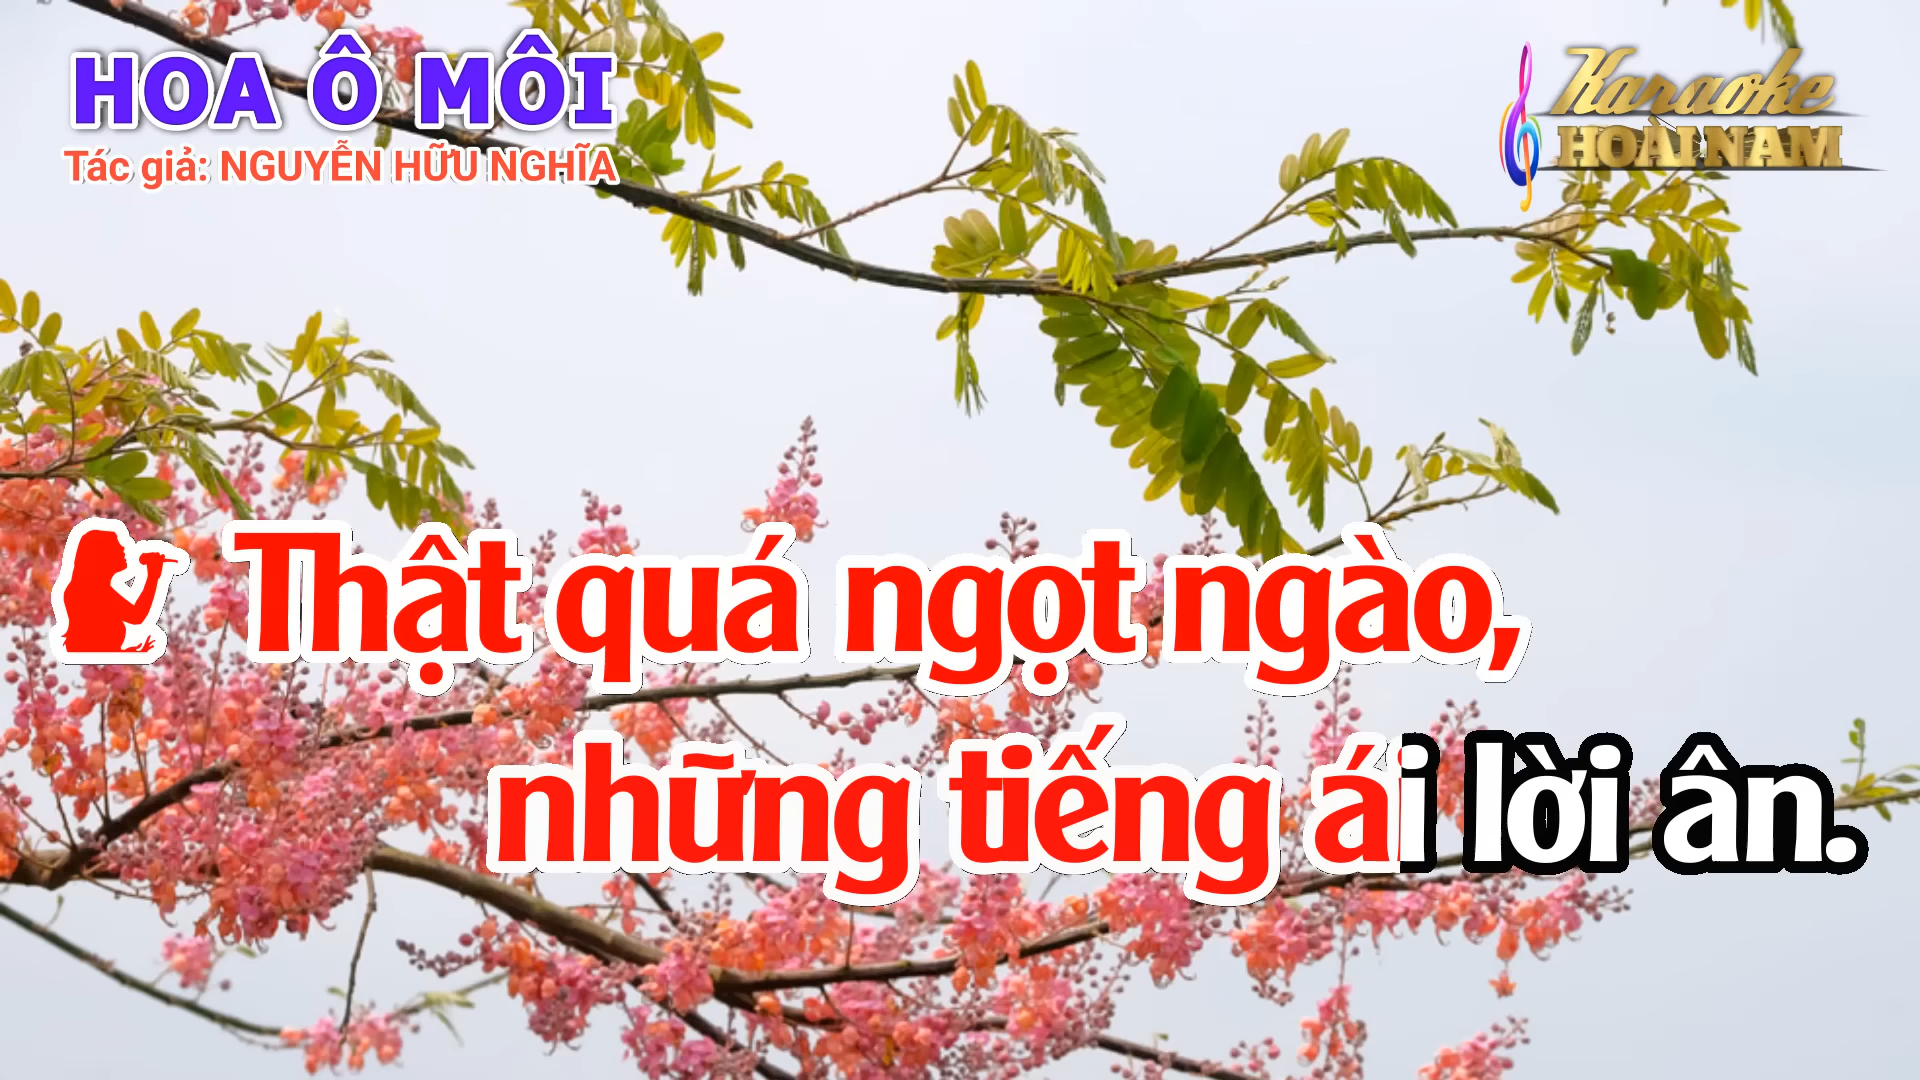 HOA Ô MÔI
Tác giả: NGUYỄN HỮU NGHĨA
Karaoke
HOÀI NAM
Thật quá ngọt ngào,
những tiếng ái lời ân.